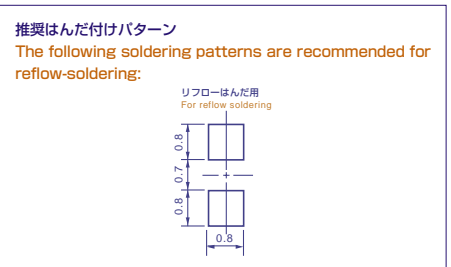 推奨はんだ付けパターン
The following soldering patterns are recommended for
reflow-soldering:
リフローはんだ用
For reflow soldering
0.8
0.7
0.8
0.8